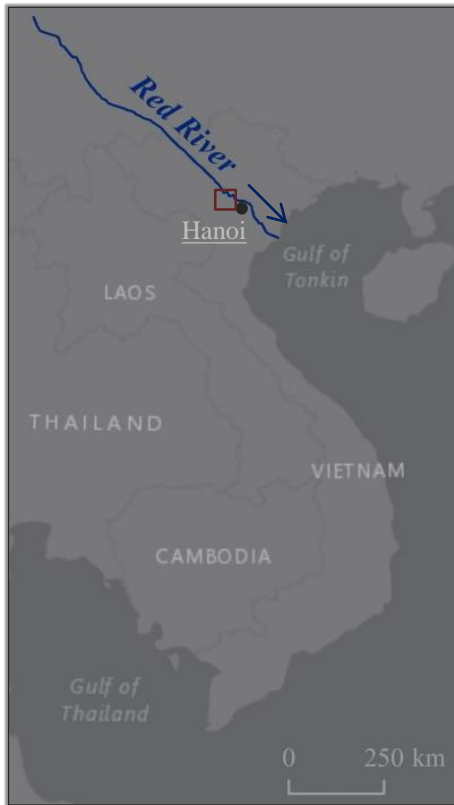 Red River
Hanoi
Gulf of
Tonkin
LAOS
THAILAND
VIETNAM
CAMBODIA
Gulf of
Thailand
0 250 km